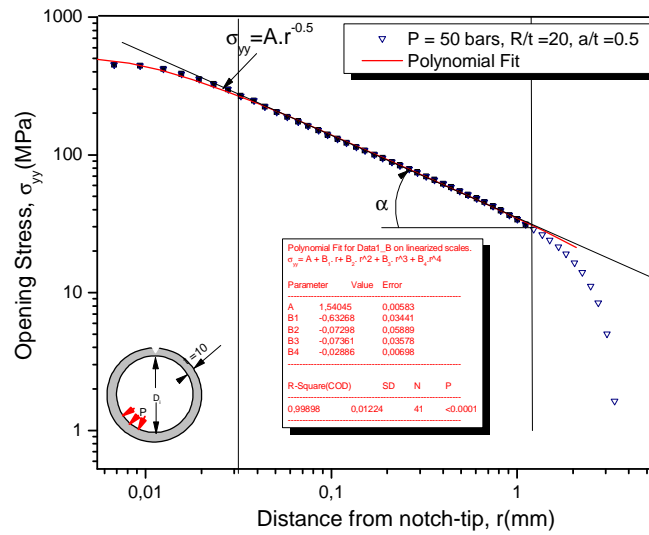 1000
100
10
1
Opening Stress, σyy (MPa)
σyy=A.r^-0.5
P = 50 bars, R/t =20, a/t =0.5
Polynomial Fit
α
Polynomial Fit for Data1_B on linearized scales.
σyy = A + B1. r+ B2. r^2 + B3. r^3 + B4.r^4
Parameter Value Error
A 1,54045 0,00583
B1 -0,63268 0,03441
B2 -0,07298 0,05889
B3 -0,07361 0,03578
B4 -0,02886 0,00698
R-Square(COD) SD N P
0,99898 0,01224 41 <0.0001
=10
Di
P
0,01 0,1 1
Distance from notch-tip, r(mm)